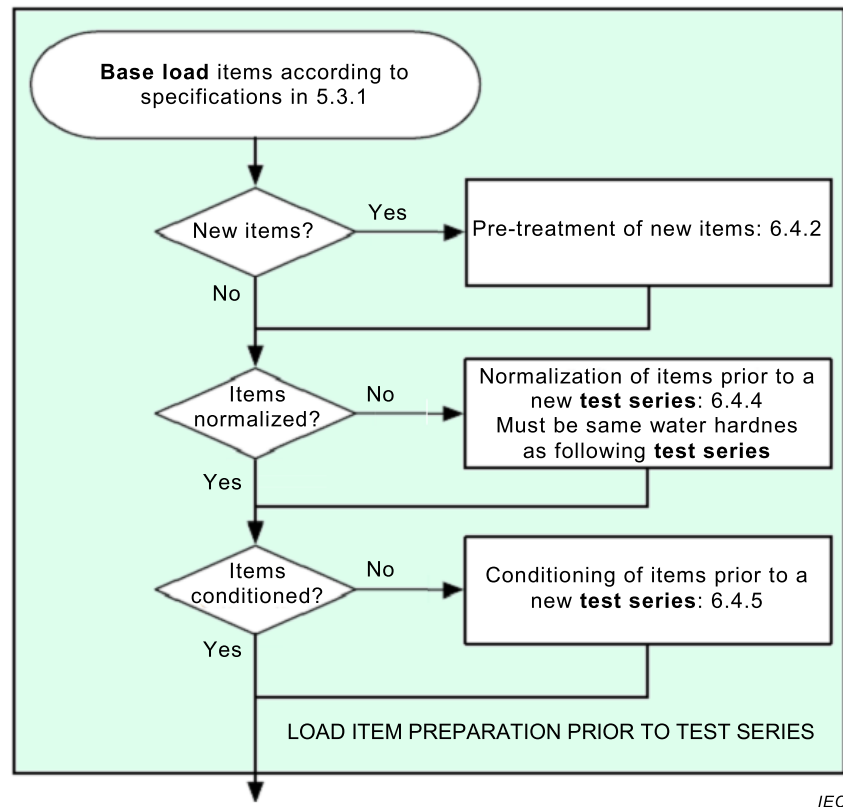 Base load items according to
specifications in 5.3.1
New items?
Yes
Pre-treatment of new items: 6.4.2
No
Items
normalized?
No
Normalization of items prior to a
new test series: 6.4.4
Must be same water hardnes
as following test series
Yes
Items
conditioned?
No
Conditioning of items prior to a
new test series: 6.4.5
Yes
LOAD ITEM PREPARATION PRIOR TO TEST SERIES
IEC